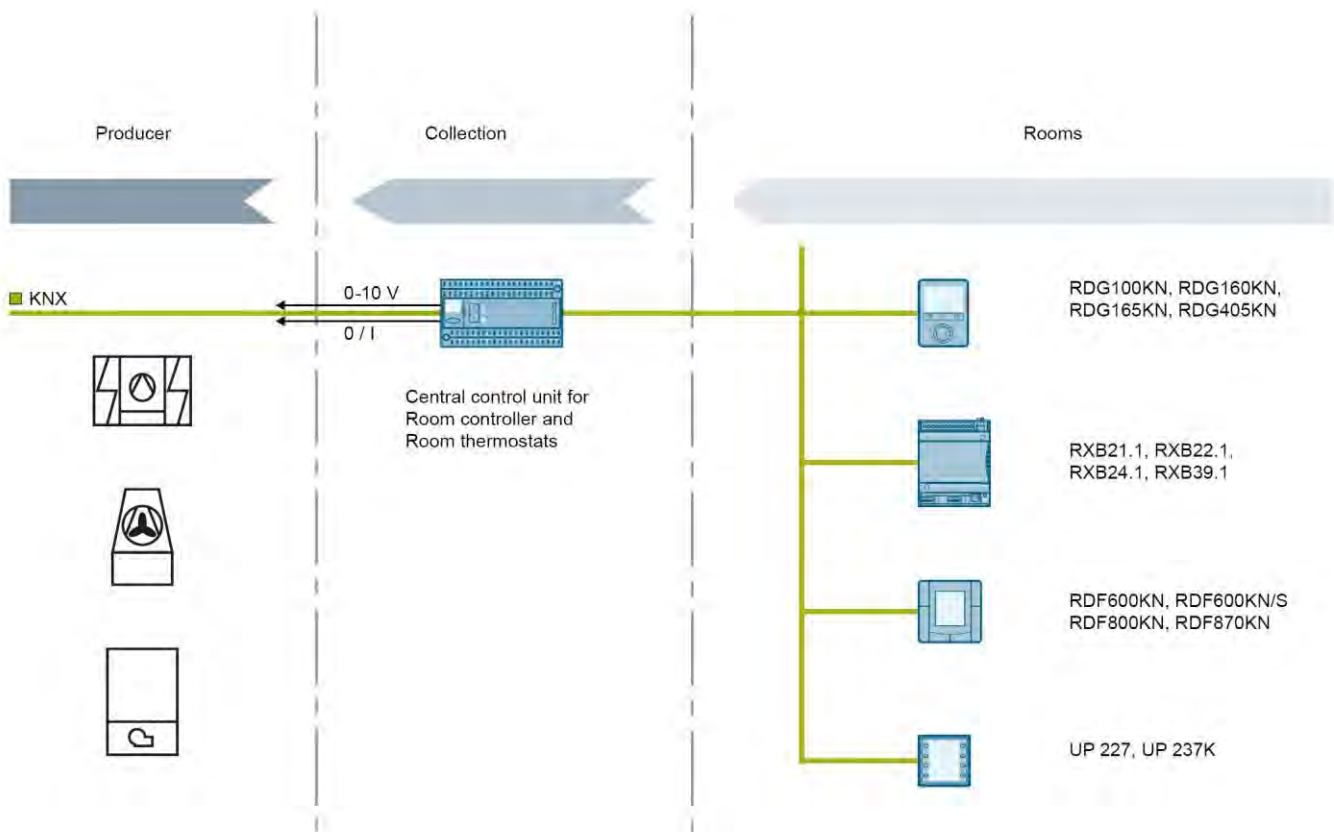 Producer
Collection
Rooms
KNX
0-10 V
0 / I
Central control unit for
Room controller and
Room thermostats
RDG100KN, RDG160KN,
RDG165KN, RDG405KN
RXB21.1, RXB22.1,
RXB24.1, RXB39.1
RDF600KN, RDF600KN/S
RDF800KN, RDF870KN
UP 227, UP 237K